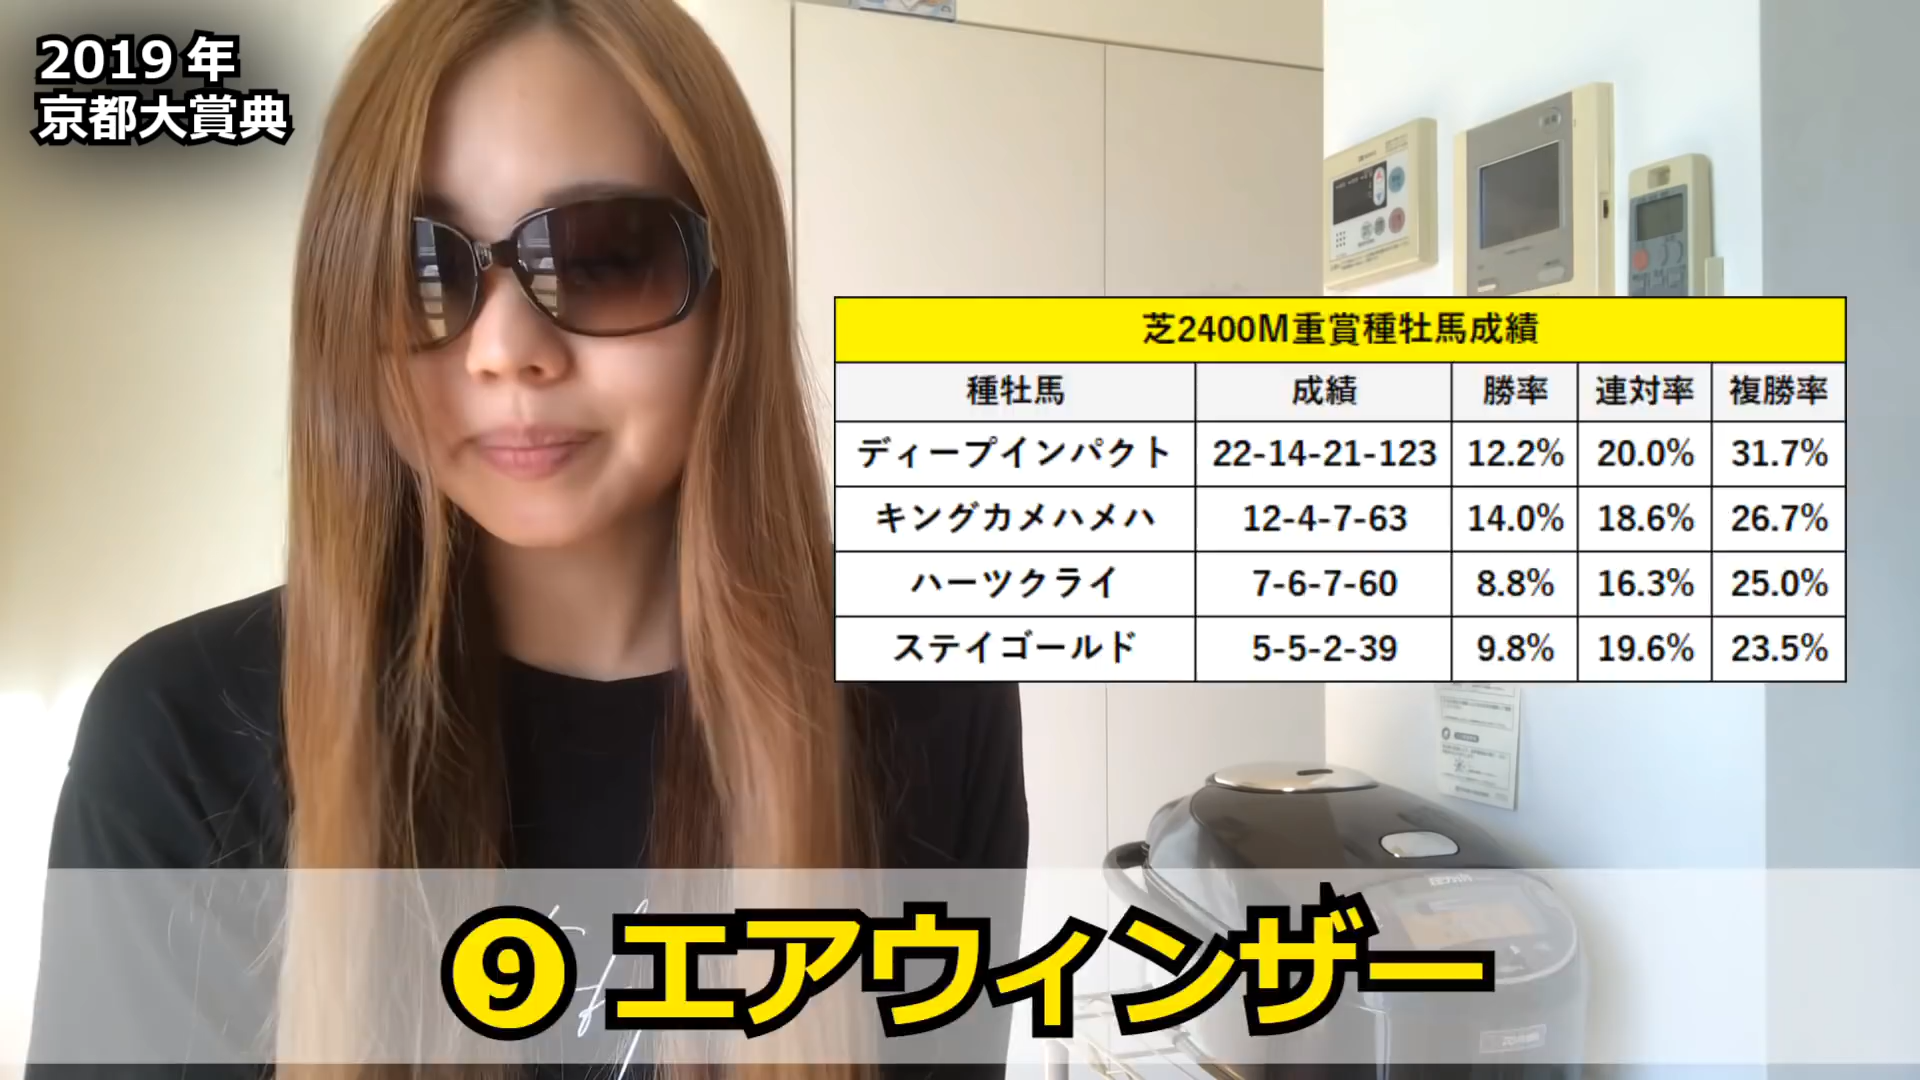 2019年
京都大賞典
芝2400M重賞種牡馬成績
種牡馬 成績 勝率 連対率 複勝率
ディープインパクト 22-14-21-123 12.2% 20.0% 31.7%
キングカメハメハ 12-4-7-63 14.0% 18.6% 26.7%
ハーツクライ 7-6-7-60 8.8% 16.3% 25.0%
ステイゴールド 5-5-2-39 9.8% 19.6% 23.5%
❾ エアウィンザー